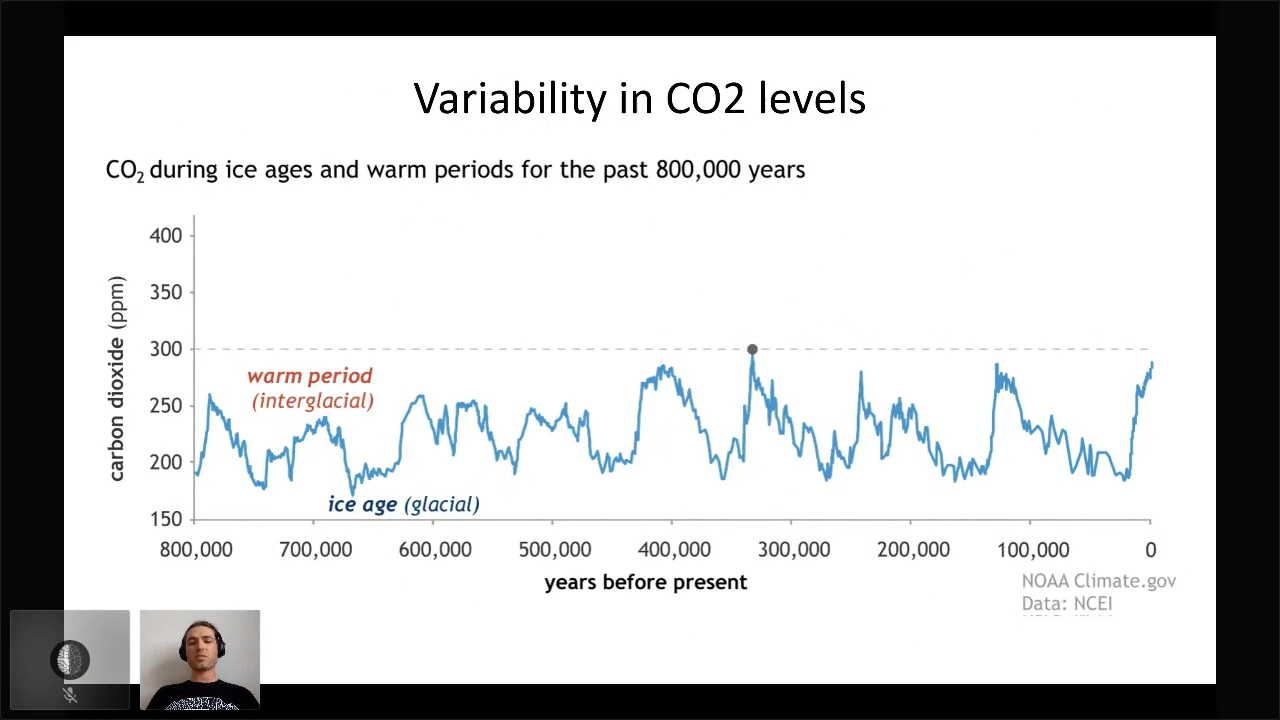 Variability in CO2 levels
CO₂ during ice ages and warm periods for the past 800,000 years
carbon dioxide (ppm)
400
350
300
250
200
150
warm period
(interglacial)
ice age (glacial)
800,000 700,000 600,000 500,000 400,000 300,000 200,000 100,000 0
years before present
NOAA Climate.gov
Data: NCEI